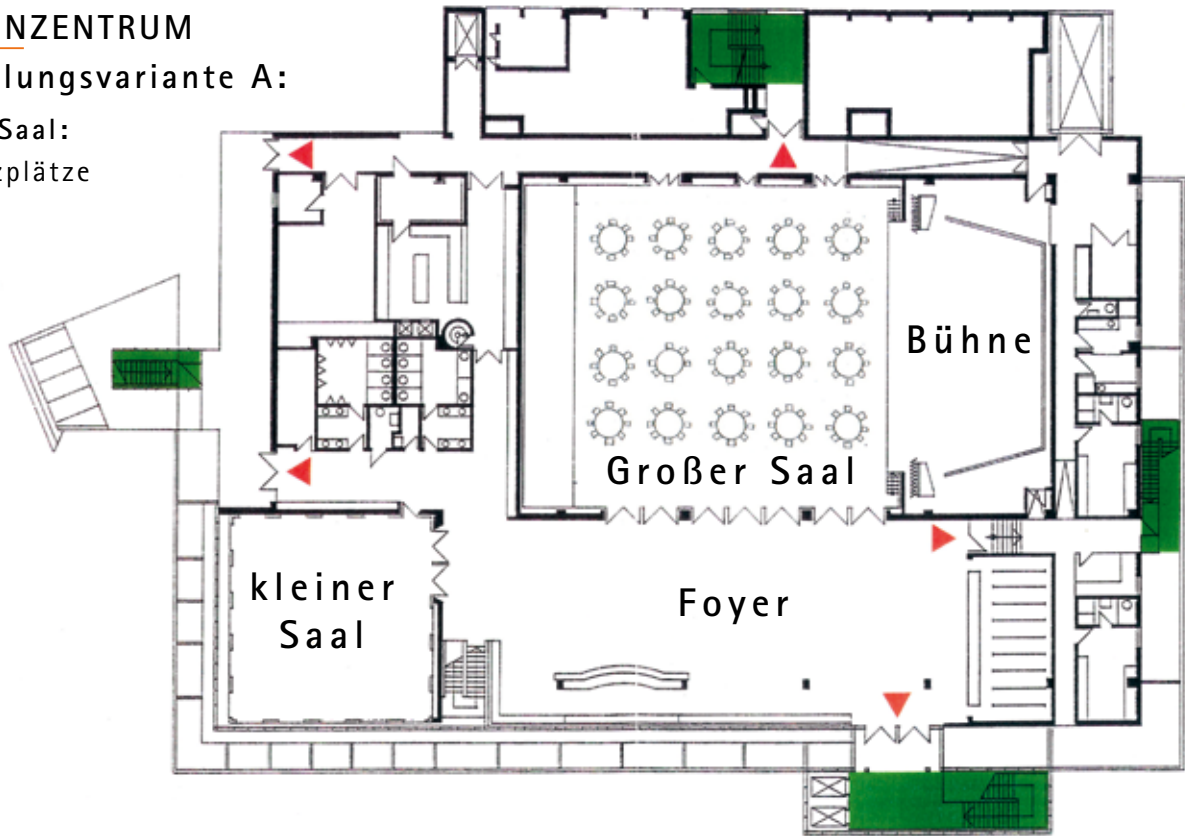 NZENTRUM
lungsvariante A:
Saal:
zplätze
Bühne
Großer Saal
kleiner
Saal
Foyer